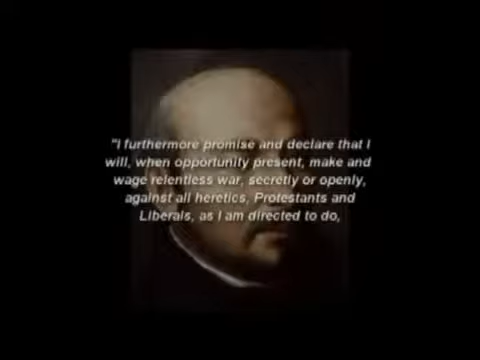 "I furthermore promise and declare that I
will, when opportunity present, make and
wage relentless war, secretly or openly,
against all heretics, Protestants and
Liberals, as I am directed to do,